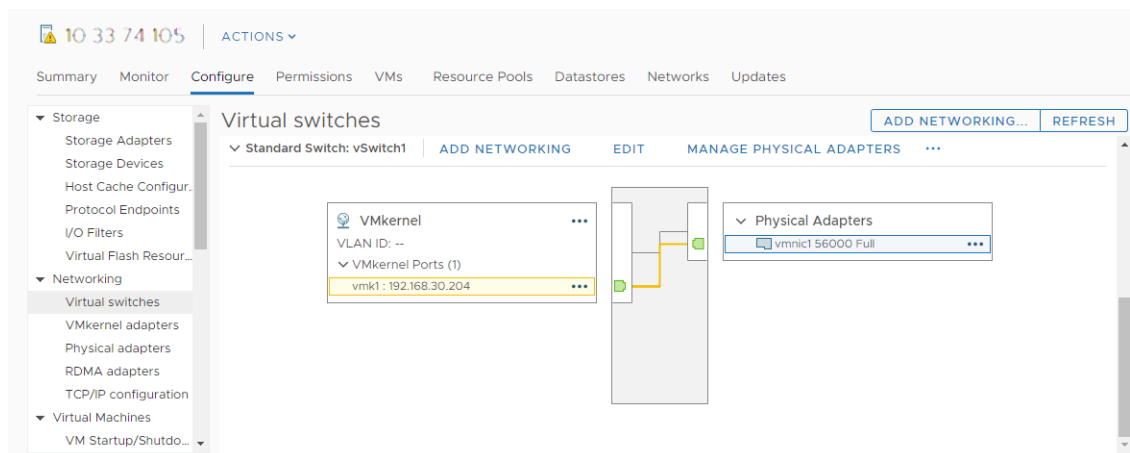 10 33 74 105 ACTIONS
Summary Monitor Configure Permissions VMs Resource Pools Datastores Networks Updates
Storage
Storage Adapters
Storage Devices
Host Cache Configur..
Protocol Endpoints
I/O Filters
Virtual Flash Resour...
Networking
Virtual switches
VMkernel adapters
Physical adapters
RDMA adapters
TCP/IP configuration
Virtual Machines
VM Startup/Shutdo...
Virtual switches
ADD NETWORKING... REFRESH
Standard Switch: vSwitch1 ADD NETWORKING EDIT MANAGE PHYSICAL ADAPTERS ...
VMkernel ...
VLAN ID: --
VMkernel Ports (1)
vmk1 : 192.168.30.204 ...
Physical Adapters
vmnic1 56000 Full ...